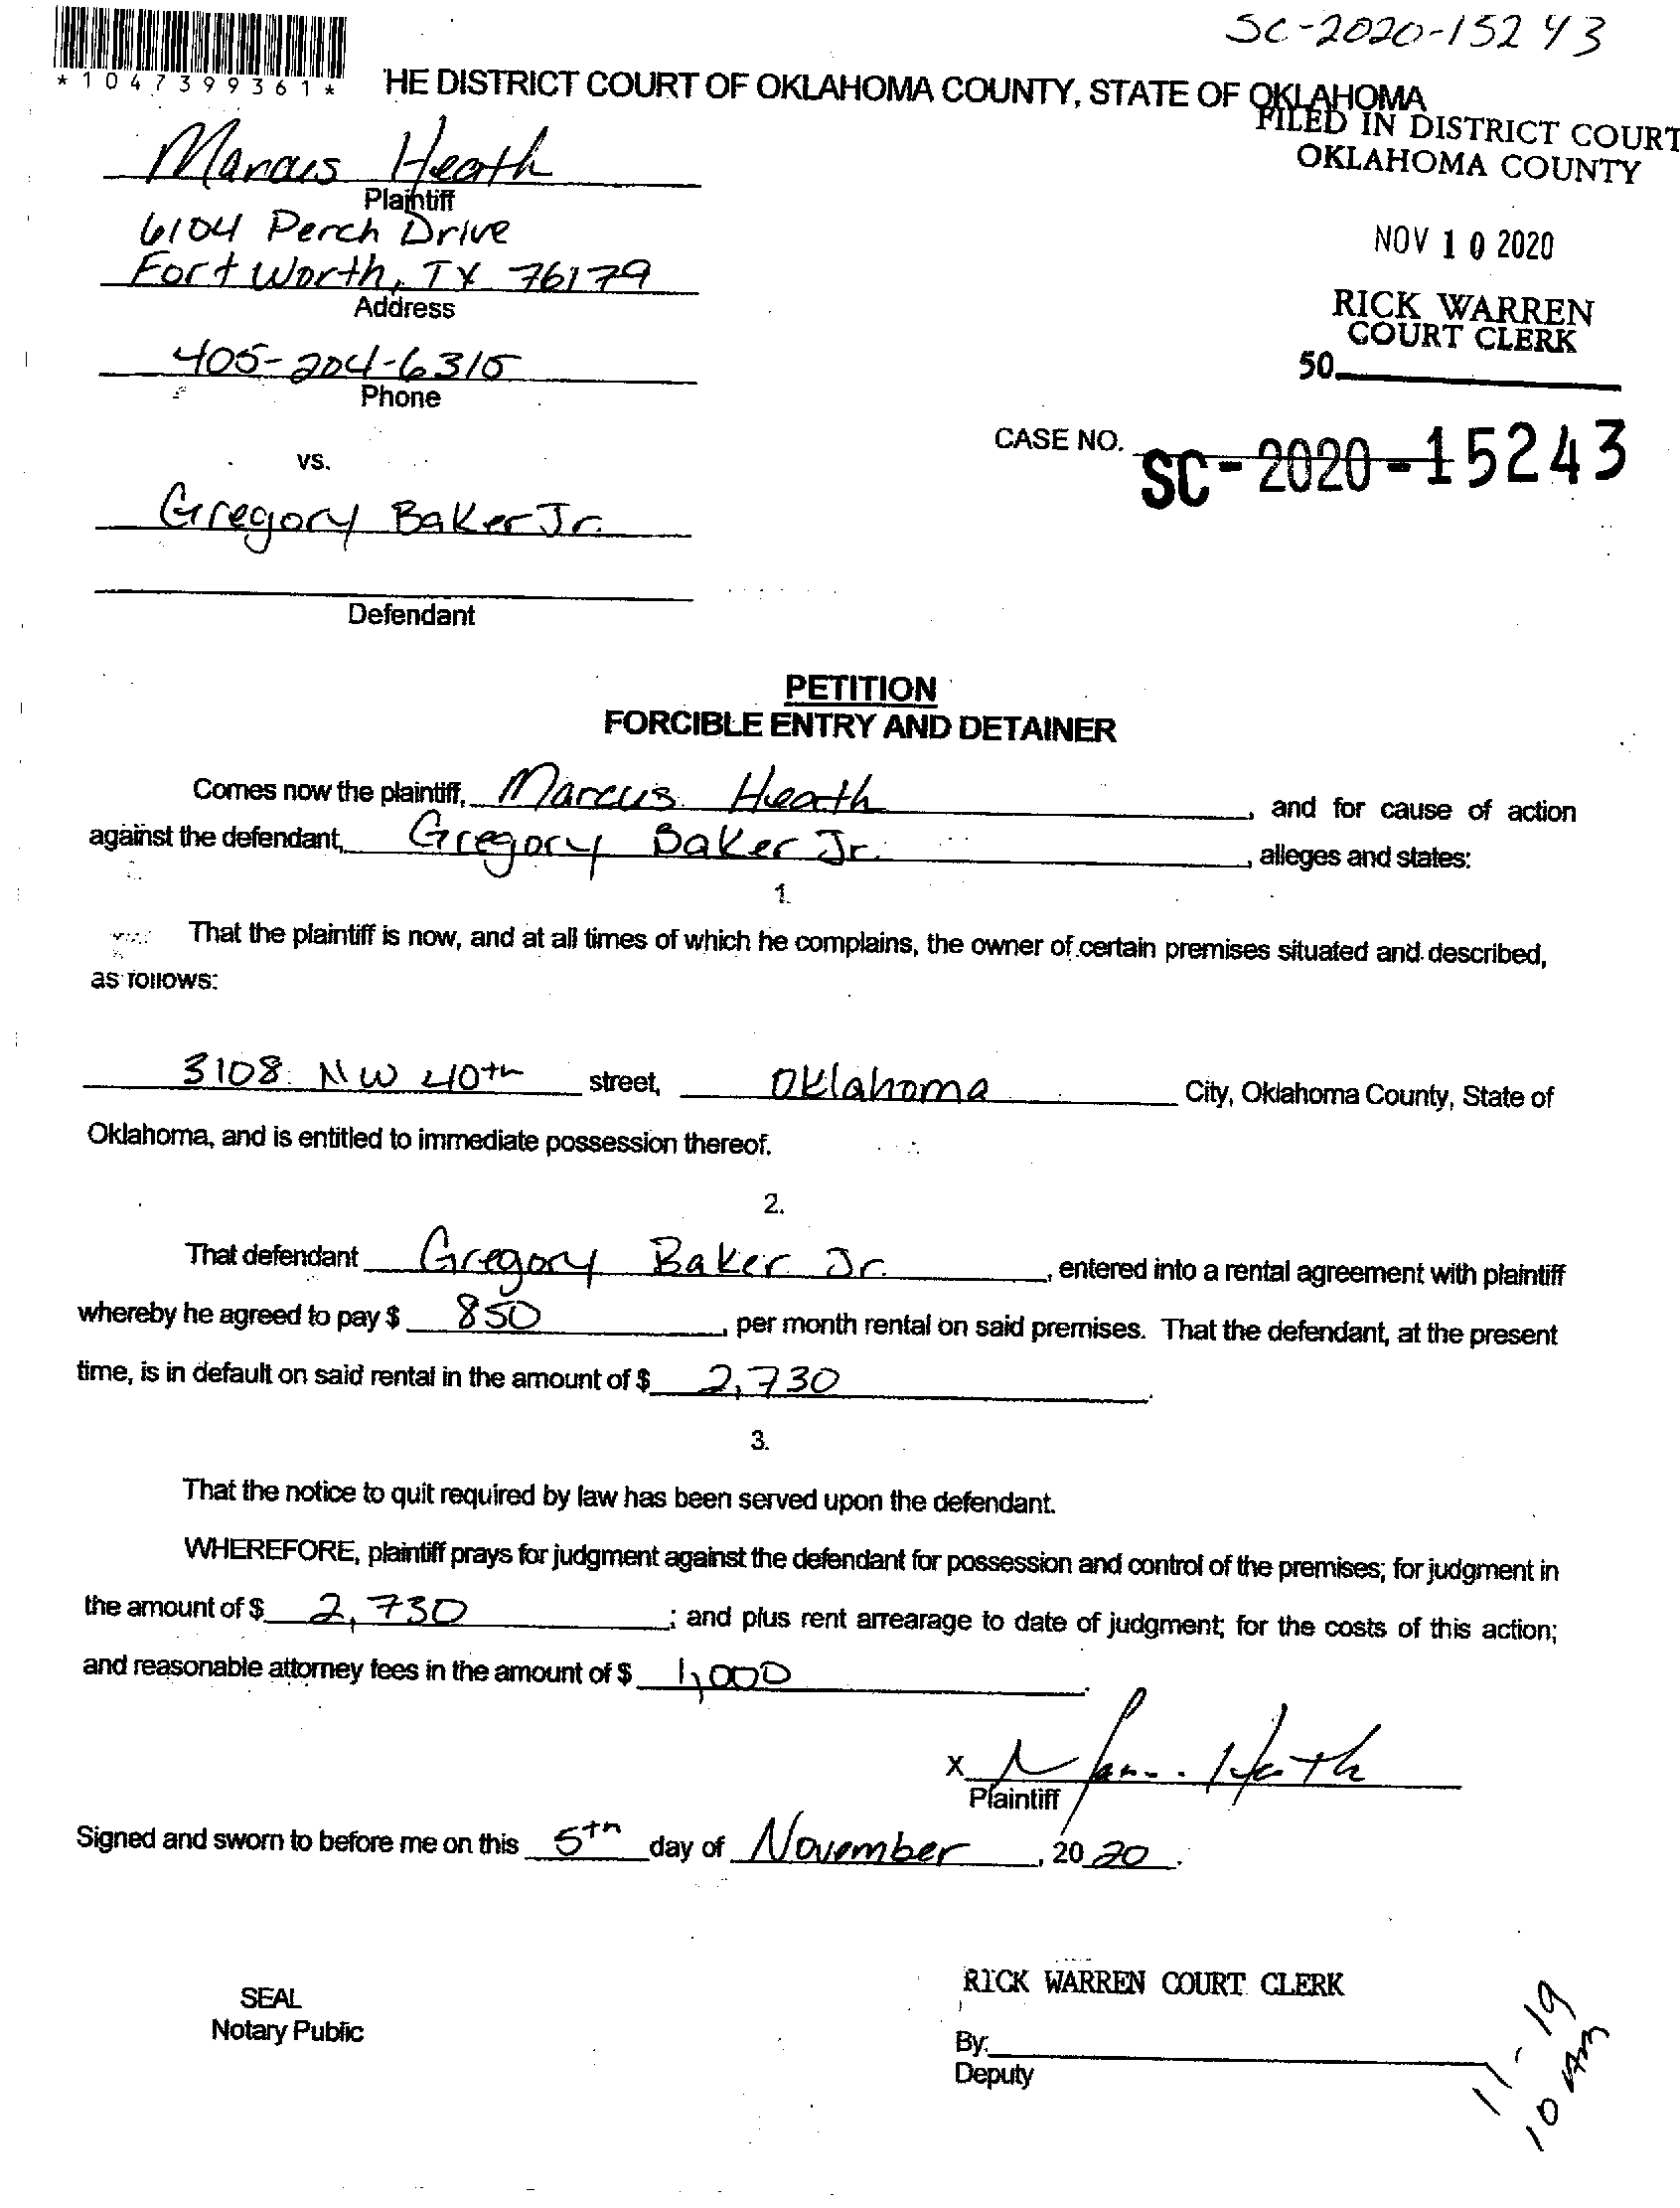 SC-2020-15243
*1047399361*
HE DISTRICT COURT OF OKLAHOMA COUNTY, STATE OF OKLAHOMA
FILED IN DISTRICT COURT
OKLAHOMA COUNTY
Marcus Heath
Plaintiff
6104 Perch Drive
NOV 10 2020
Fort Worth, TX 76179
Address
RICK WARREN
COURT CLERK
405-204-6315
50
Phone
CASE NO. SC-2020-15243
vs.
Gregory Baker Jr.
Defendant
PETITION
FORCIBLE ENTRY AND DETAINER
Comes now the plaintiff, Marcus Heath, and for cause of action
against the defendant, Gregory Baker Jr., alleges and states:
1.
That the plaintiff is now, and at all times of which he complains, the owner of certain premises situated and described,
as follows:
3108 NW 40th street, Oklahoma City, Oklahoma County, State of
Oklahoma, and is entitled to immediate possession thereof.
2.
That defendant Gregory Baker Jr., entered into a rental agreement with plaintiff
whereby he agreed to pay $ 850, per month rental on said premises. That the defendant, at the present
time, is in default on said rental in the amount of $ 2,730.
3.
That the notice to quit required by law has been served upon the defendant.
WHEREFORE, plaintiff prays for judgment against the defendant for possession and control of the premises; for judgment in
the amount of $ 2,730; and plus rent arrearage to date of judgment; for the costs of this action;
and reasonable attorney fees in the amount of $ 1,000.
X Marcus Heath
Plaintiff
Signed and sworn to before me on this 5th day of November, 2020.
RICK WARREN COURT CLERK
SEAL
Notary Public
By:
Deputy
11-19
10 AM